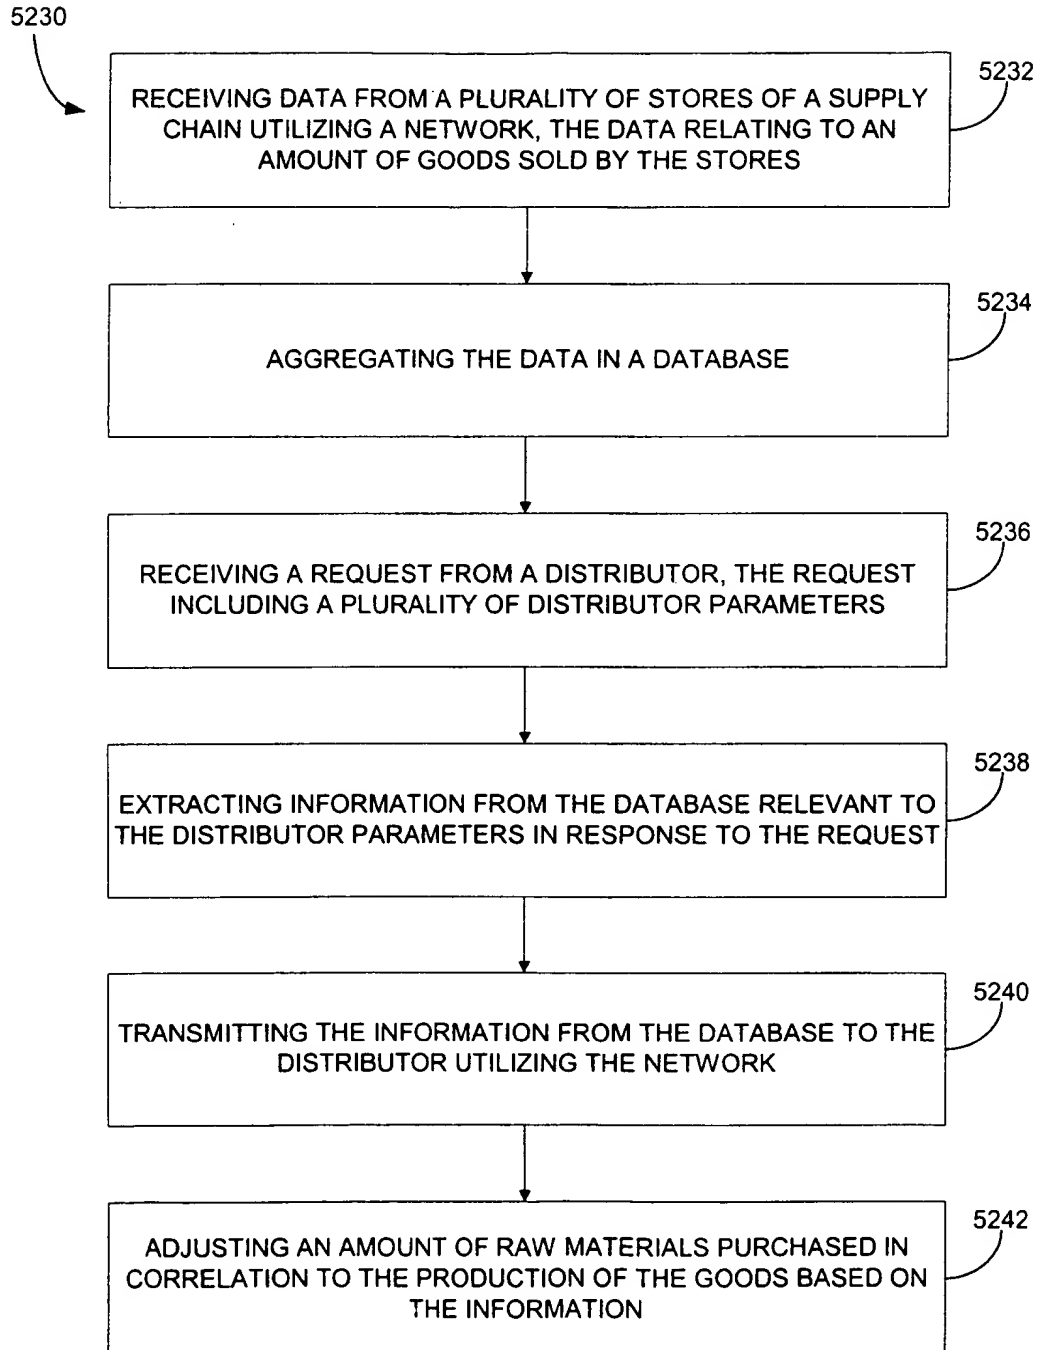 5230
5232
RECEIVING DATA FROM A PLURALITY OF STORES OF A SUPPLY
CHAIN UTILIZING A NETWORK, THE DATA RELATING TO AN
AMOUNT OF GOODS SOLD BY THE STORES
5234
AGGREGATING THE DATA IN A DATABASE
5236
RECEIVING A REQUEST FROM A DISTRIBUTOR, THE REQUEST
INCLUDING A PLURALITY OF DISTRIBUTOR PARAMETERS
5238
EXTRACTING INFORMATION FROM THE DATABASE RELEVANT TO
THE DISTRIBUTOR PARAMETERS IN RESPONSE TO THE REQUEST
5240
TRANSMITTING THE INFORMATION FROM THE DATABASE TO THE
DISTRIBUTOR UTILIZING THE NETWORK
5242
ADJUSTING AN AMOUNT OF RAW MATERIALS PURCHASED IN
CORRELATION TO THE PRODUCTION OF THE GOODS BASED ON
THE INFORMATION